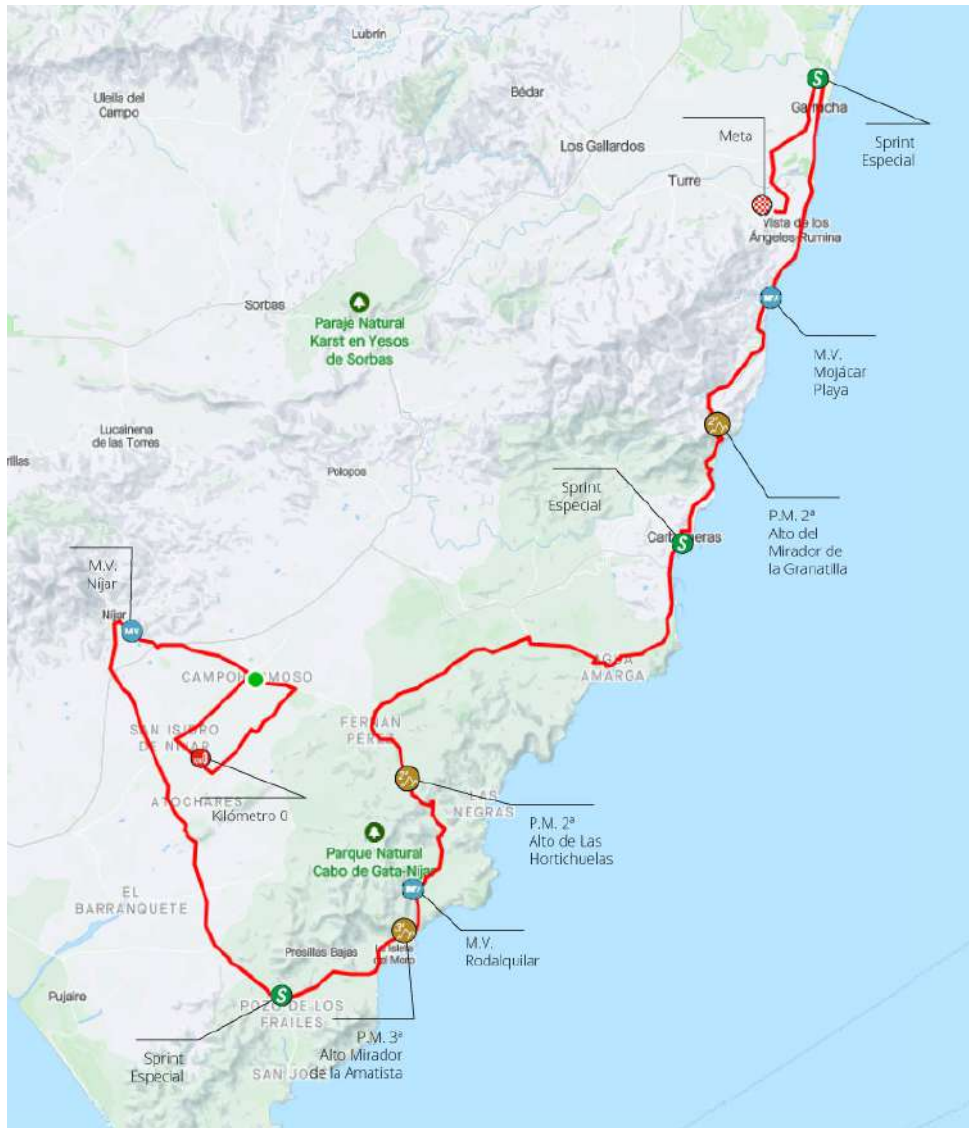 Lubrín
Uleila del
Campo
Bédar
Garrucha
Meta
Los Gallardos
Sprint
Especial
Turre
Vista de los
Ángeles-Rumina
Sorbas
Paraje Natural
Karst en Yesos
de Sorbas
M.V.
Mojácar
Playa
Lucainena
de las Torres
rillas
Polopos
Sprint
Especial
P.M. 2ª
Alto del
Mirador de
la Granatilla
Carboneras
M.V.
Níjar
Níjar
CAMPOHERMOSO
AGUA
AMARGA
SAN ISIDRO
DE NÍJAR
FERNÁN
PÉREZ
ATOCHARES
Kilómetro 0
LAS
NEGRAS
P.M. 2ª
Alto de Las
Hortichuelas
Parque Natural
Cabo de Gata-Níjar
EL
BARRANQUETE
M.V.
Rodalquilar
Presillas Bajas
La Isleta
del Moro
Pujaire
POZO DE LOS
FRAILES
P.M. 3ª
Alto Mirador
de la Amatista
Sprint
Especial
SAN JOSÉ